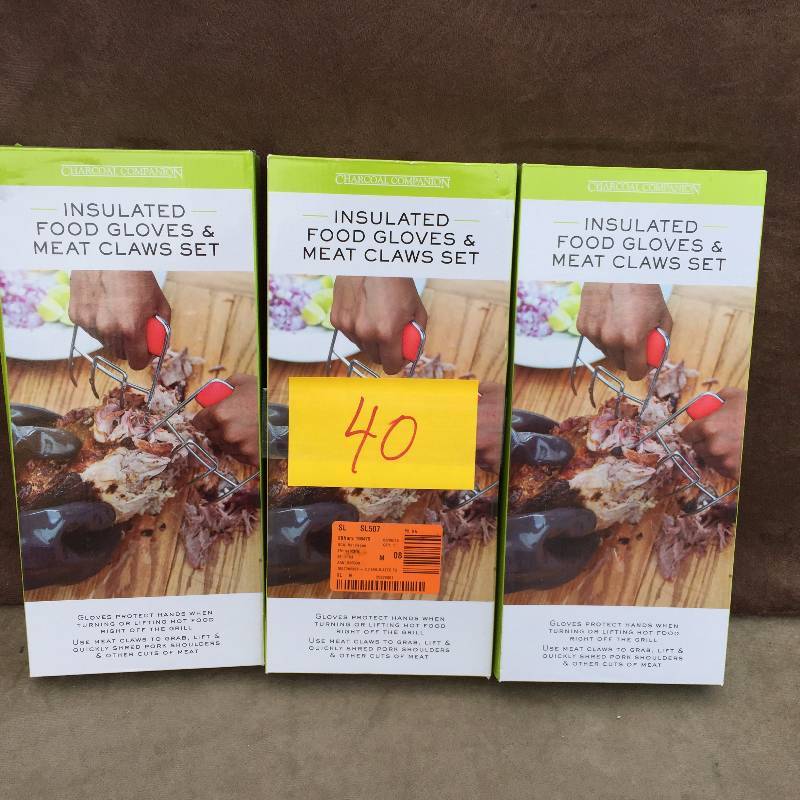 CHARCOAL COMPANION
INSULATED
FOOD GLOVES &
MEAT CLAWS SET
GLOVES PROTECT HANDS WHEN
TURNING OR LIFTING HOT FOOD
RIGHT OFF THE GRILL
USE MEAT CLAWS TO GRAB, LIFT &
QUICKLY SHRED PORK SHOULDERS
& OTHER CUTS OF MEAT
CHARCOAL COMPANION
INSULATED
FOOD GLOVES &
MEAT CLAWS SET
40
SL SL507
M 08
GLOVES PROTECT HANDS WHEN
TURNING OR LIFTING HOT FOOD
RIGHT OFF THE GRILL
USE MEAT CLAWS TO GRAB, LIFT &
QUICKLY SHRED PORK SHOULDERS
& OTHER CUTS OF MEAT
CHARCOAL COMPANION
INSULATED
FOOD GLOVES &
MEAT CLAWS SET
GLOVES PROTECT HANDS WHEN
TURNING OR LIFTING HOT FOOD
RIGHT OFF THE GRILL
USE MEAT CLAWS TO GRAB, LIFT &
QUICKLY SHRED PORK SHOULDERS
& OTHER CUTS OF MEAT